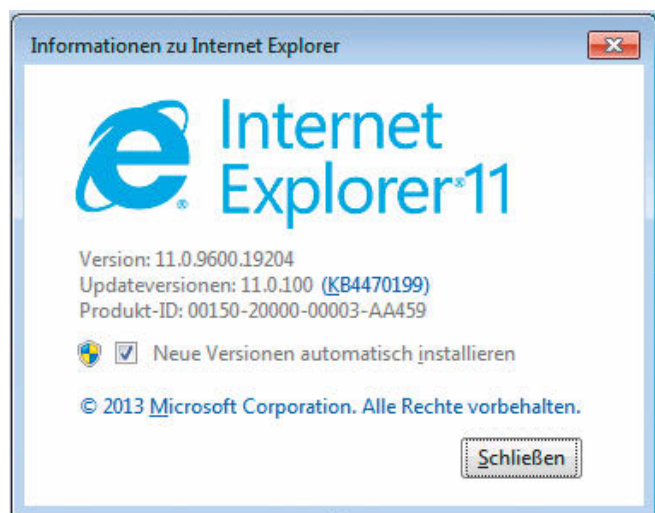 Informationen zu Internet Explorer
Internet
Explorer®11
Version: 11.0.9600.19204
Updateversionen: 11.0.100 (KB4470199)
Produkt-ID: 00150-20000-00003-AA459
Neue Versionen automatisch installieren
© 2013 Microsoft Corporation. Alle Rechte vorbehalten.
Schließen